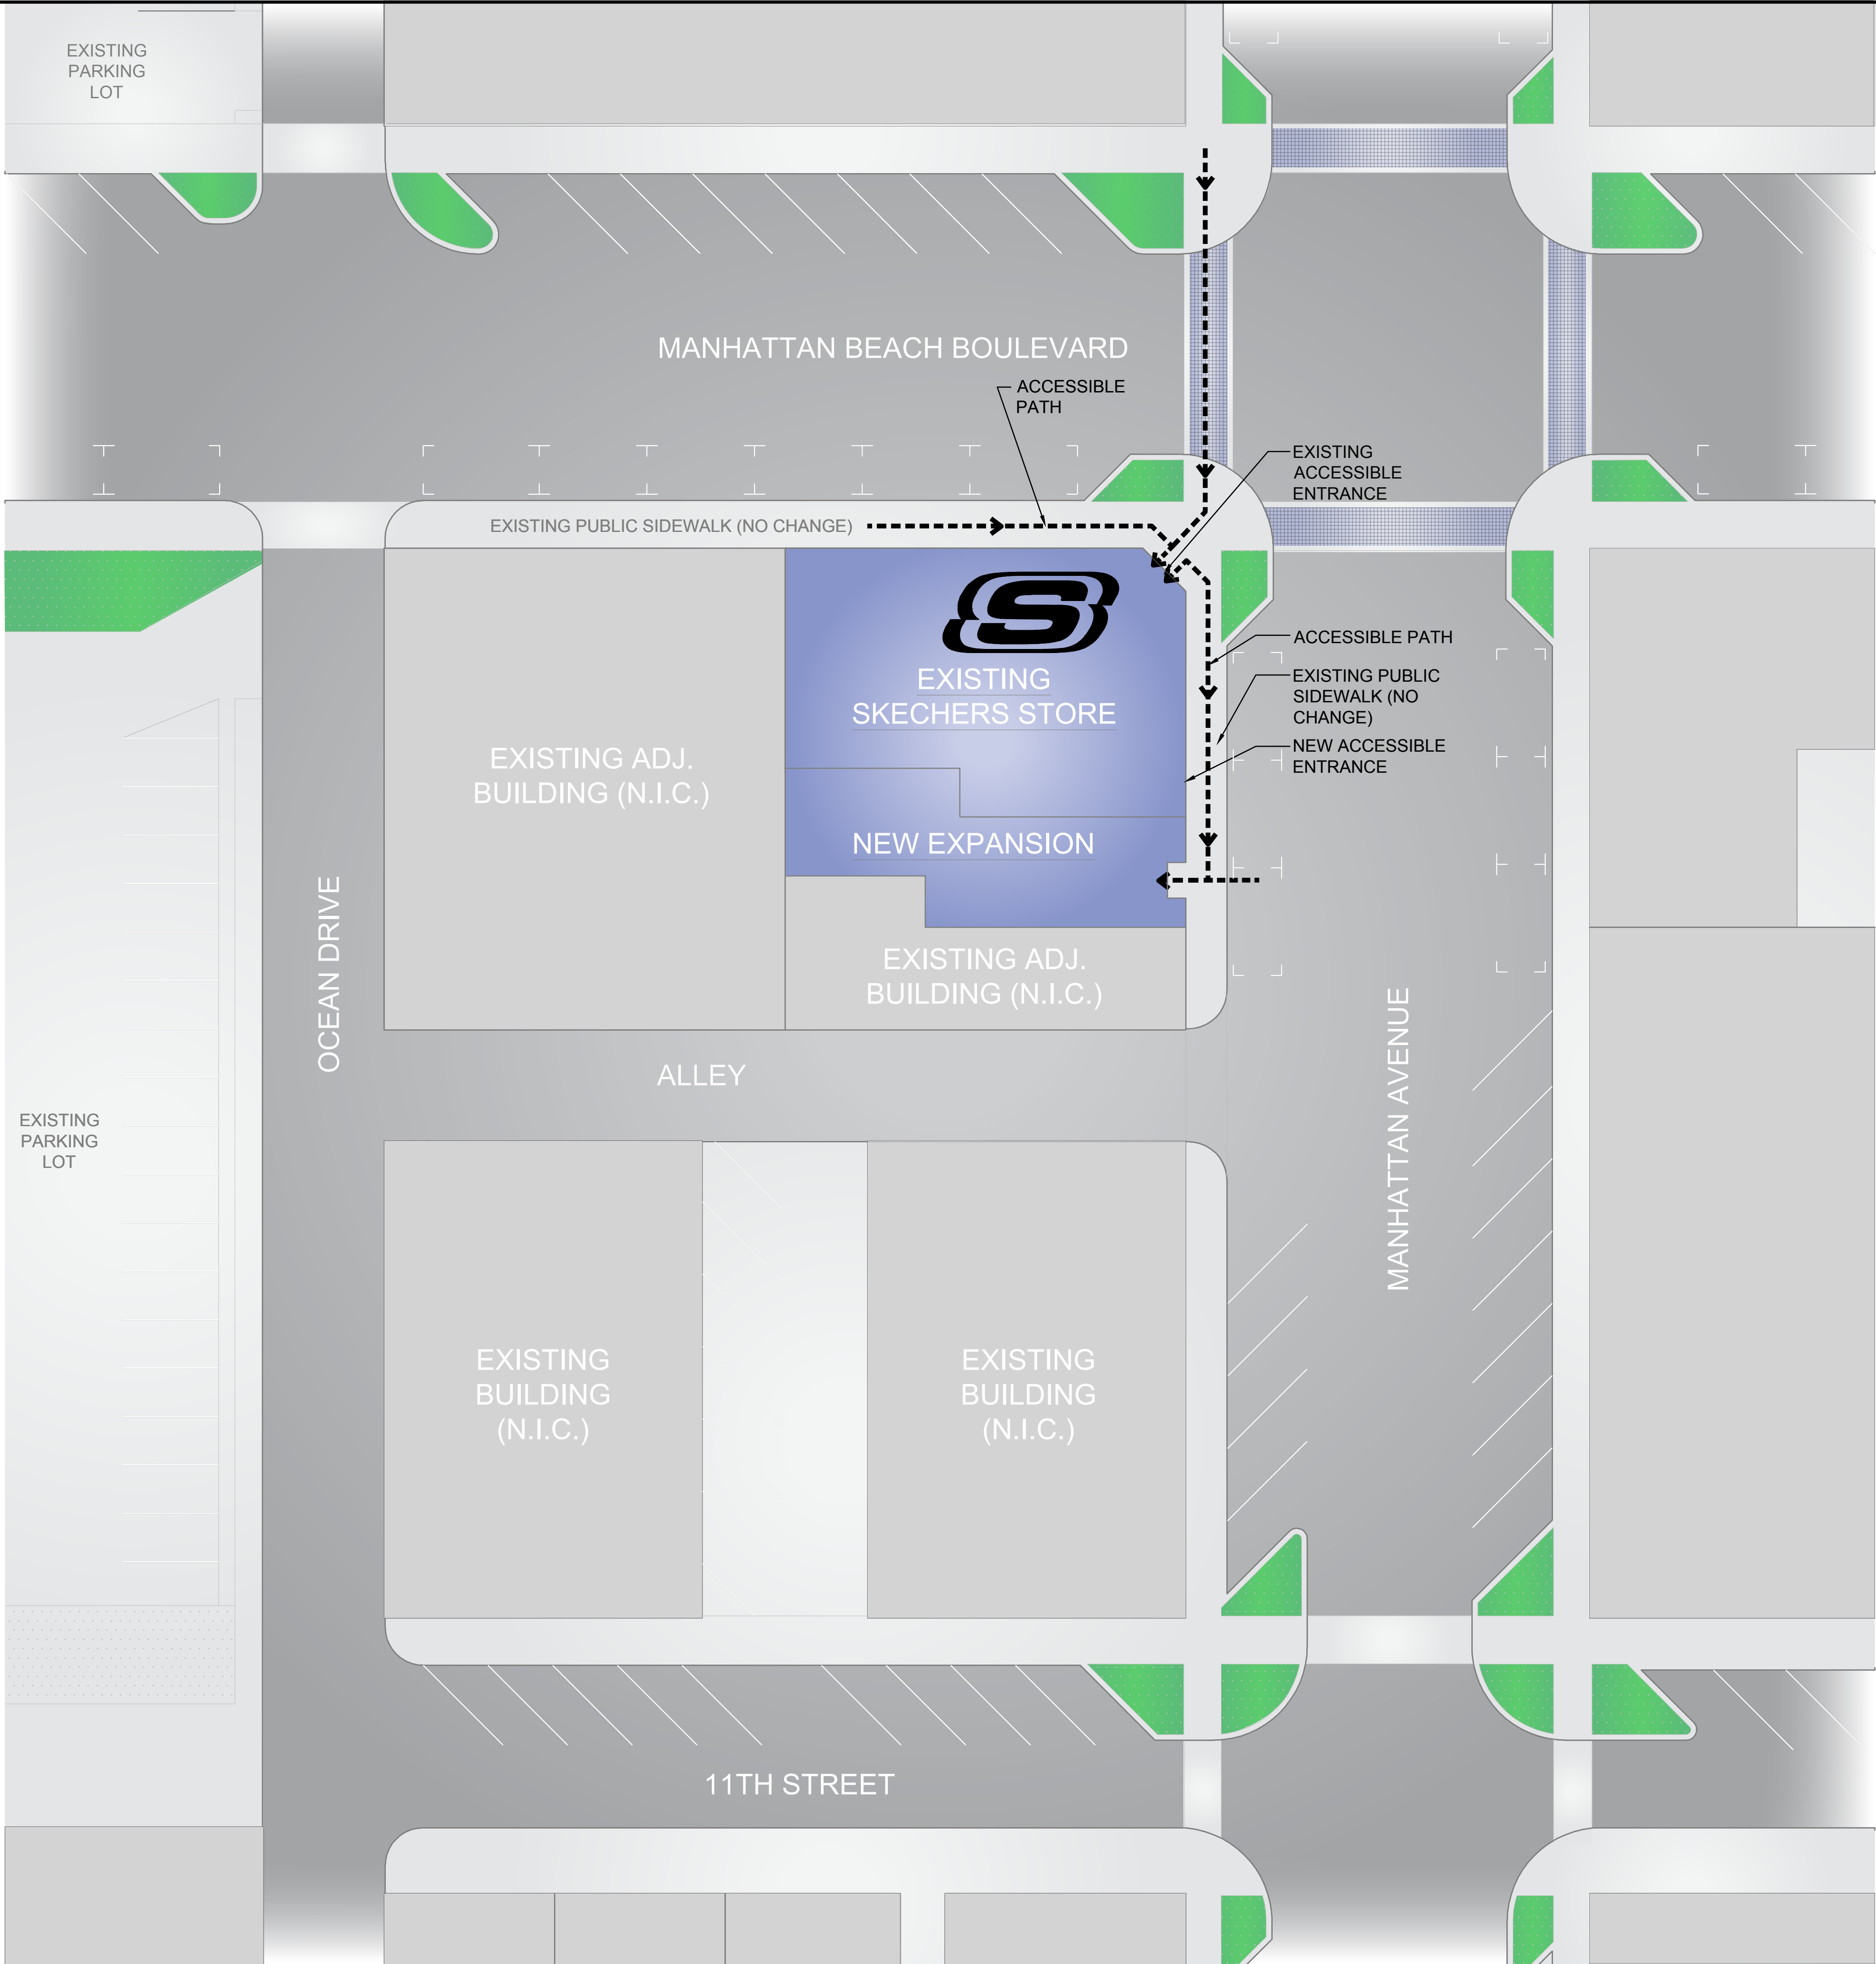 EXISTING
PARKING
LOT
MANHATTAN BEACH BOULEVARD
ACCESSIBLE
PATH
EXISTING
ACCESSIBLE
ENTRANCE
EXISTING PUBLIC SIDEWALK (NO CHANGE)
S
EXISTING
SKECHERS STORE
ACCESSIBLE PATH
EXISTING PUBLIC
SIDEWALK (NO
CHANGE)
NEW ACCESSIBLE
ENTRANCE
EXISTING ADJ.
BUILDING (N.I.C.)
NEW EXPANSION
EXISTING ADJ.
BUILDING (N.I.C.)
OCEAN DRIVE
ALLEY
MANHATTAN AVENUE
EXISTING
PARKING
LOT
EXISTING
BUILDING
(N.I.C.)
EXISTING
BUILDING
(N.I.C.)
11TH STREET